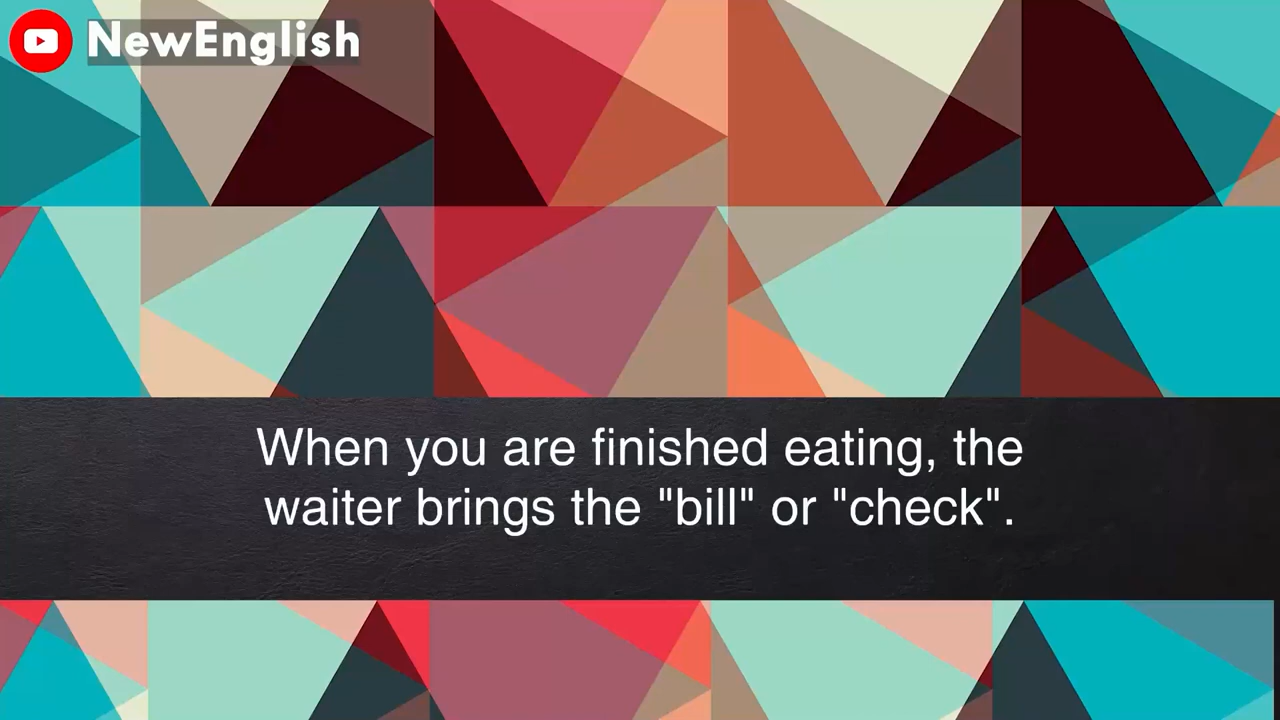 NewEnglish
When you are finished eating, the
waiter brings the "bill" or "check".